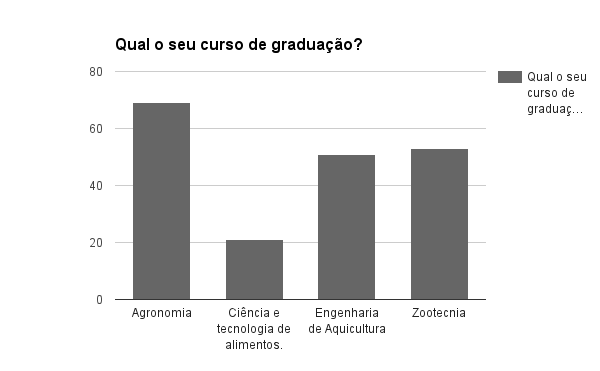 Qual o seu curso de graduação?
80
60
40
20
0
Agronomia
Ciência e
tecnologia de
alimentos.
Engenharia
de Aquicultura
Zootecnia
Qual o seu
curso de
graduaç…